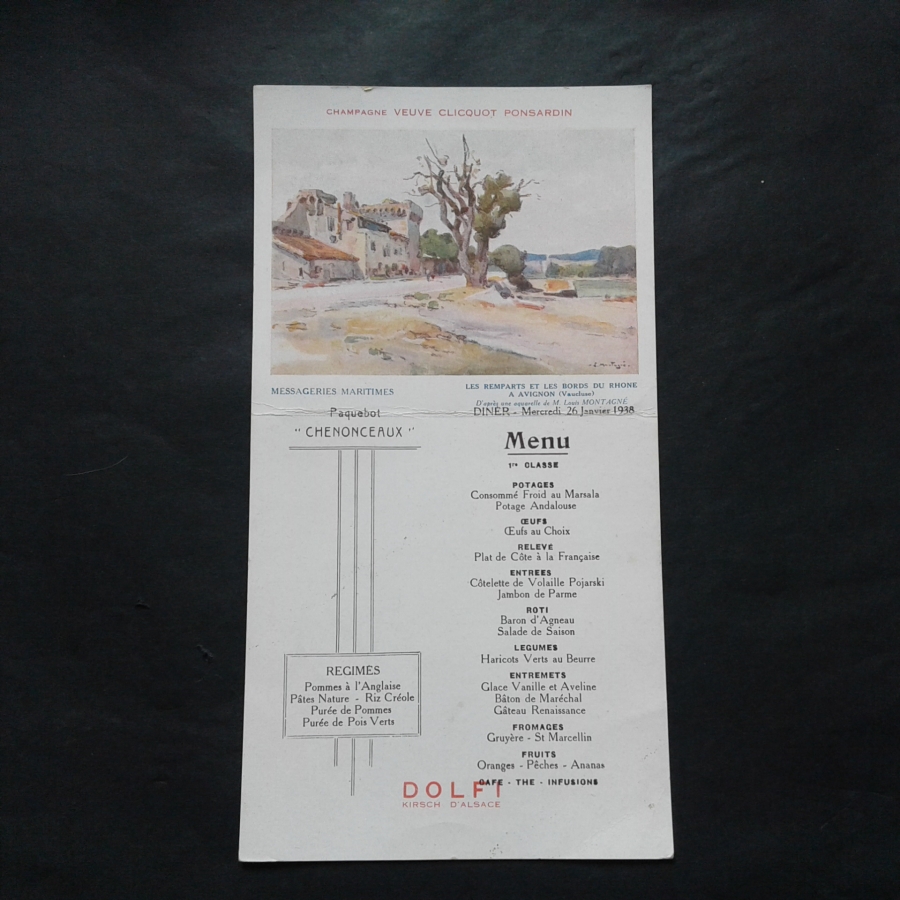 CHAMPAGNE VEUVE CLICQUOT PONSARDIN
MESSAGERIES MARITIMES
LES REMPARTS ET LES BORDS DU RHONE
A AVIGNON (Vaucluse)
D'après une aquarelle de M. Louis MONTAGNÉ
Paquebot
"CHENONCEAUX"
DINER - Mercredi 26 Janvier 1938
Menu
1re CLASSE
POTAGES
Consommé Froid au Marsala
Potage Andalouse
ŒUFS
Œufs au Choix
RELEVÉ
Plat de Côte à la Française
ENTREES
Côtelette de Volaille Pojarski
Jambon de Parme
ROTI
Baron d'Agneau
Salade de Saison
LEGUMES
Haricots Verts au Beurre
ENTREMETS
Glace Vanille et Aveline
Bâton de Maréchal
Gâteau Renaissance
FROMAGES
Gruyère - St Marcellin
FRUITS
Oranges - Pêches - Ananas
CAFE - THE - INFUSIONS
REGIMES
Pommes à l'Anglaise
Pâtes Nature - Riz Créole
Purée de Pommes
Purée de Pois Verts
DOLFI
KIRSCH D'ALSACE